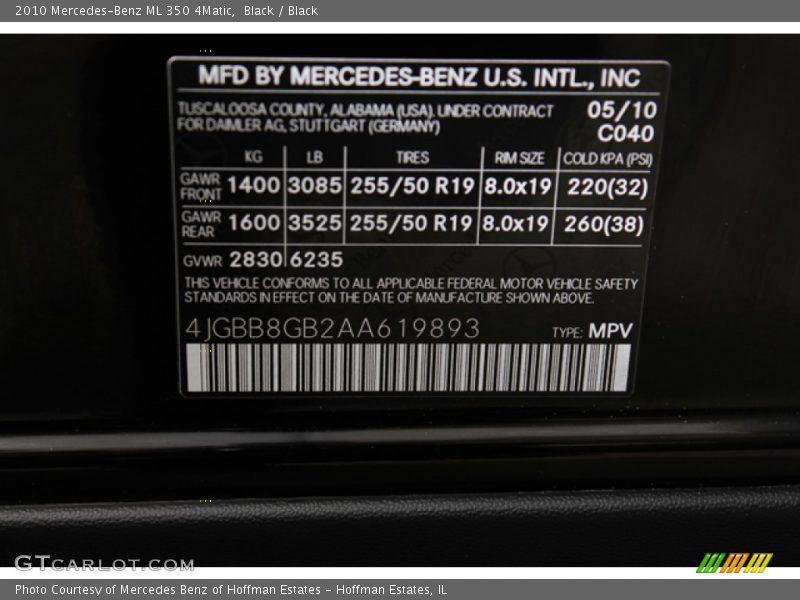 2010 Mercedes-Benz ML 350 4Matic, Black / Black
MFD BY MERCEDES-BENZ U.S. INTL., INC
TUSCALOOSA COUNTY, ALABAMA (USA). UNDER CONTRACT 05/10
FOR DAIMLER AG, STUTTGART (GERMANY) C040
KG LB TIRES RIM SIZE COLD KPA (PSI)
GAWR FRONT 1400 3085 255/50 R19 8.0x19 220(32)
GAWR REAR 1600 3525 255/50 R19 8.0x19 260(38)
GVWR 2830 6235
THIS VEHICLE CONFORMS TO ALL APPLICABLE FEDERAL MOTOR VEHICLE SAFETY
STANDARDS IN EFFECT ON THE DATE OF MANUFACTURE SHOWN ABOVE.
4JGBB8GB2AA619893 TYPE: MPV
GTCARLOT.COM
Photo Courtesy of Mercedes Benz of Hoffman Estates - Hoffman Estates, IL